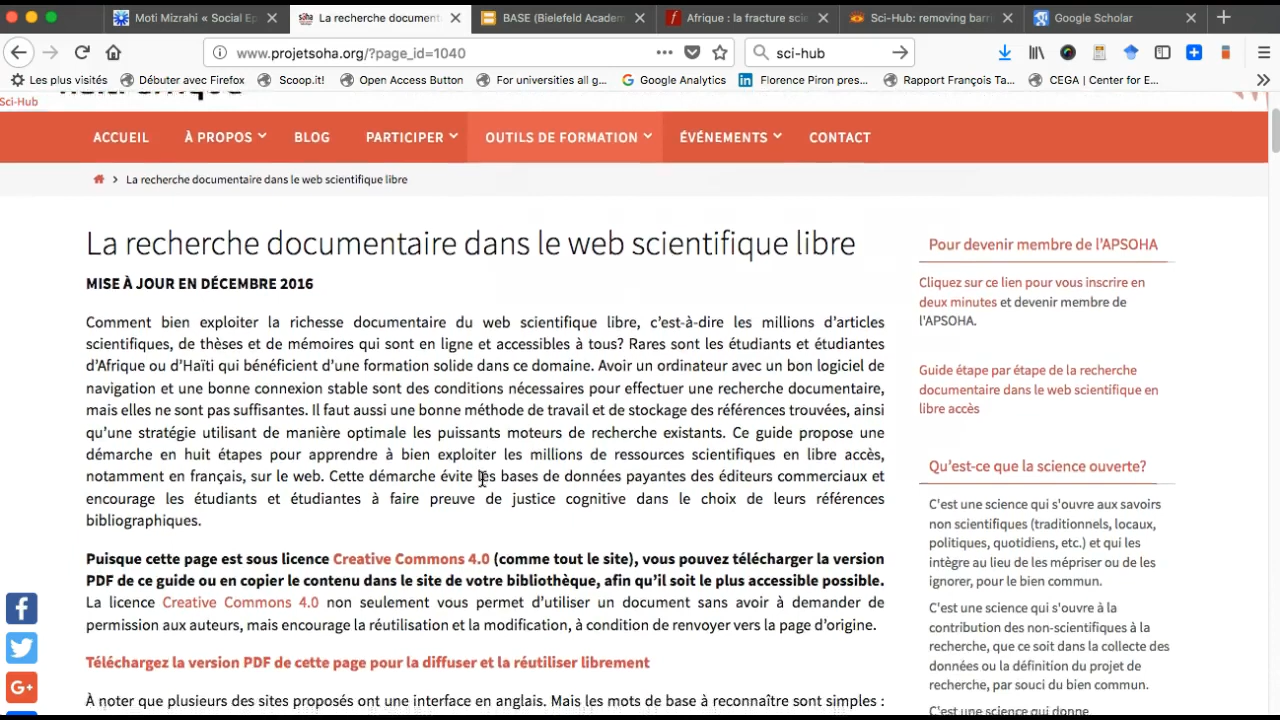 Moti Mizrahi « Social Ep
La recherche document
BASE (Bielefeld Academ
Afrique : la fracture scie
Sci-Hub: removing barri
Google Scholar
www.projetsoha.org/?page_id=1040
sci-hub
Les plus visités
Débuter avec Firefox
Scoop.it!
Open Access Button
For universities all g...
Google Analytics
Florence Piron pres...
Rapport François Ta...
CEGA | Center for E...
Sci-Hub
ACCUEIL
À PROPOS
BLOG
PARTICIPER
OUTILS DE FORMATION
ÉVÉNEMENTS
CONTACT
La recherche documentaire dans le web scientifique libre
La recherche documentaire dans le web scientifique libre
MISE À JOUR EN DÉCEMBRE 2016
Comment bien exploiter la richesse documentaire du web scientifique libre, c'est-à-dire les millions d'articles
scientifiques, de thèses et de mémoires qui sont en ligne et accessibles à tous? Rares sont les étudiants et étudiantes
d'Afrique ou d'Haïti qui bénéficient d'une formation solide dans ce domaine. Avoir un ordinateur avec un bon logiciel de
navigation et une bonne connexion stable sont des conditions nécessaires pour effectuer une recherche documentaire,
mais elles ne sont pas suffisantes. Il faut aussi une bonne méthode de travail et de stockage des références trouvées, ainsi
qu'une stratégie utilisant de manière optimale les puissants moteurs de recherche existants. Ce guide propose une
démarche en huit étapes pour apprendre à bien exploiter les millions de ressources scientifiques en libre accès,
notamment en français, sur le web. Cette démarche évite les bases de données payantes des éditeurs commerciaux et
encourage les étudiants et étudiantes à faire preuve de justice cognitive dans le choix de leurs références
bibliographiques.
Puisque cette page est sous licence Creative Commons 4.0 (comme tout le site), vous pouvez télécharger la version
PDF de ce guide ou en copier le contenu dans le site de votre bibliothèque, afin qu'il soit le plus accessible possible.
La licence Creative Commons 4.0 non seulement vous permet d'utiliser un document sans avoir à demander de
permission aux auteurs, mais encourage la réutilisation et la modification, à condition de renvoyer vers la page d'origine.
Téléchargez la version PDF de cette page pour la diffuser et la réutiliser librement
À noter que plusieurs des sites proposés ont une interface en anglais. Mais les mots de base à reconnaître sont simples :
Pour devenir membre de l'APSOHA
Cliquez sur ce lien pour vous inscrire en
deux minutes et devenir membre de
l'APSOHA.
Guide étape par étape de la recherche
documentaire dans le web scientifique en
libre accès
Qu'est-ce que la science ouverte?
C'est une science qui s'ouvre aux savoirs
non scientifiques (traditionnels, locaux,
politiques, quotidiens, etc.) et qui les
intègre au lieu de les mépriser ou de les
ignorer, pour le bien commun.
C'est une science qui s'ouvre à la
contribution des non-scientifiques à la
recherche, que ce soit dans la collecte des
données ou la définition du projet de
recherche, par souci du bien commun.
C'est une science qui donne